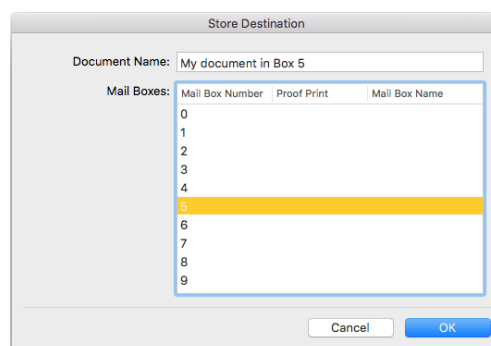 Store Destination
Document Name: My document in Box 5
Mail Boxes: Mail Box Number Proof Print Mail Box Name
0
1
2
3
4
5
6
7
8
9
Cancel OK